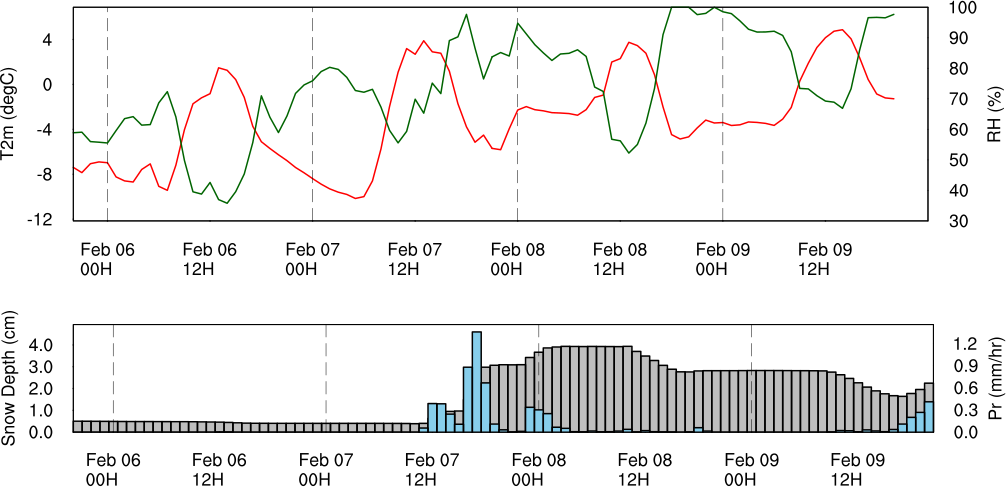 T2m (degC)
4
0
-4
-8
-12
100
90
80
70
60
50
40
30
RH (%)
Feb 06 Feb 06 Feb 07 Feb 07 Feb 08 Feb 08 Feb 09 Feb 09
00H 12H 00H 12H 00H 12H 00H 12H
Snow Depth (cm)
4.0
3.0
2.0
1.0
0.0
1.2
0.9
0.6
0.3
0.0
Pr (mm/hr)
Feb 06 Feb 06 Feb 07 Feb 07 Feb 08 Feb 08 Feb 09 Feb 09
00H 12H 00H 12H 00H 12H 00H 12H